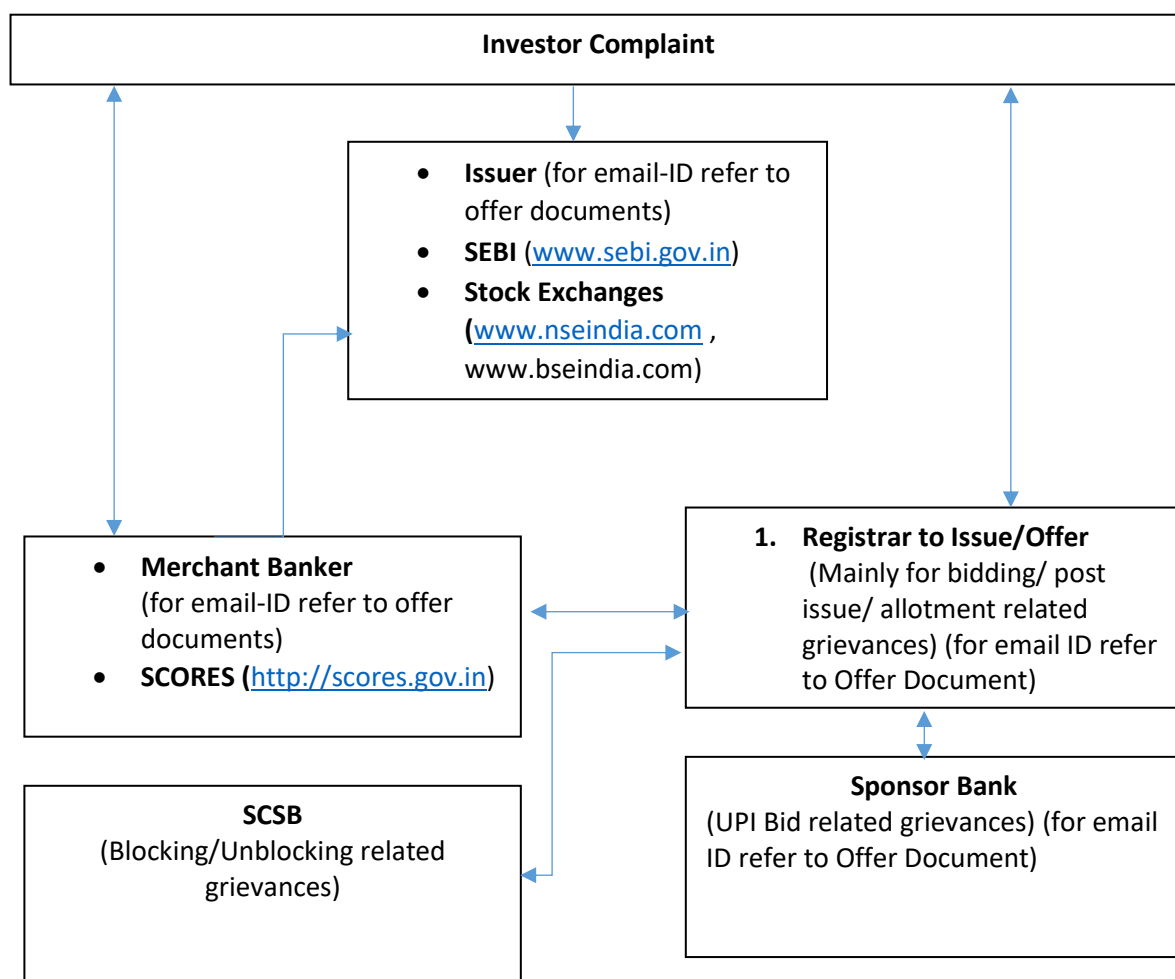 Investor Complaint
• Issuer (for email-ID refer to
offer documents)
• SEBI (www.sebi.gov.in)
• Stock Exchanges
(www.nseindia.com ,
www.bseindia.com)
• Merchant Banker
(for email-ID refer to offer
documents)
• SCORES (http://scores.gov.in)
1. Registrar to Issue/Offer
(Mainly for bidding/ post
issue/ allotment related
grievances) (for email ID refer
to Offer Document)
SCSB
(Blocking/Unblocking related
grievances)
Sponsor Bank
(UPI Bid related grievances) (for email
ID refer to Offer Document)